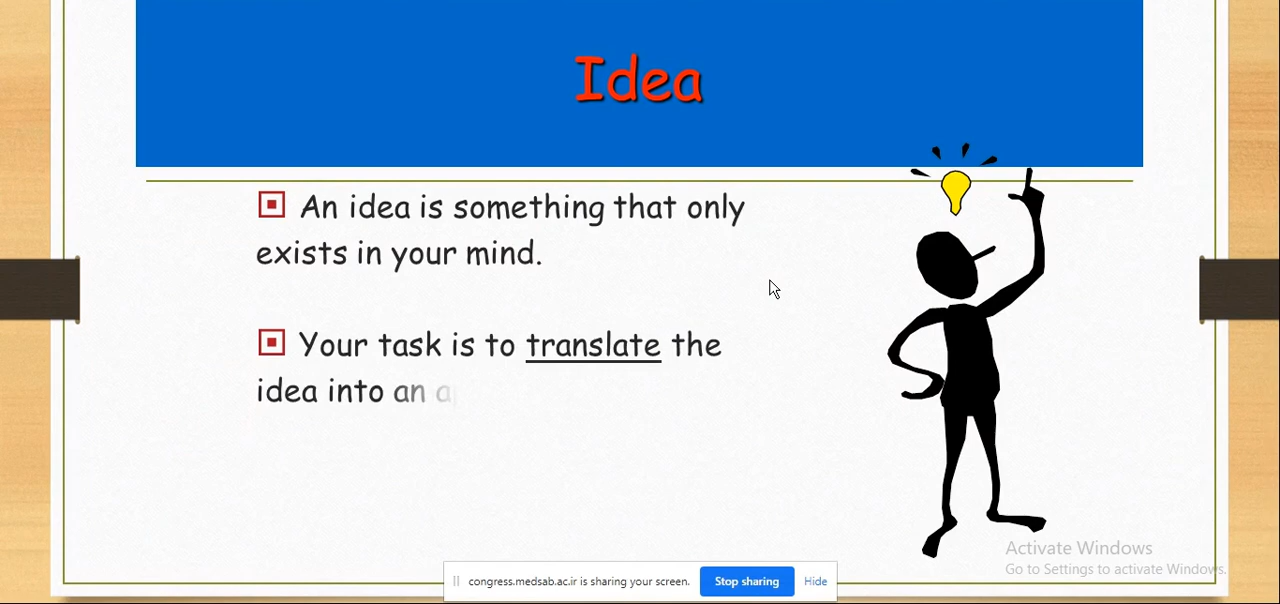 Idea
An idea is something that only
exists in your mind.
Your task is to translate the
idea into an
Activate Windows
Go to Settings to activate Windows.
congress.medsab.ac.ir is sharing your screen.
Stop sharing
Hide